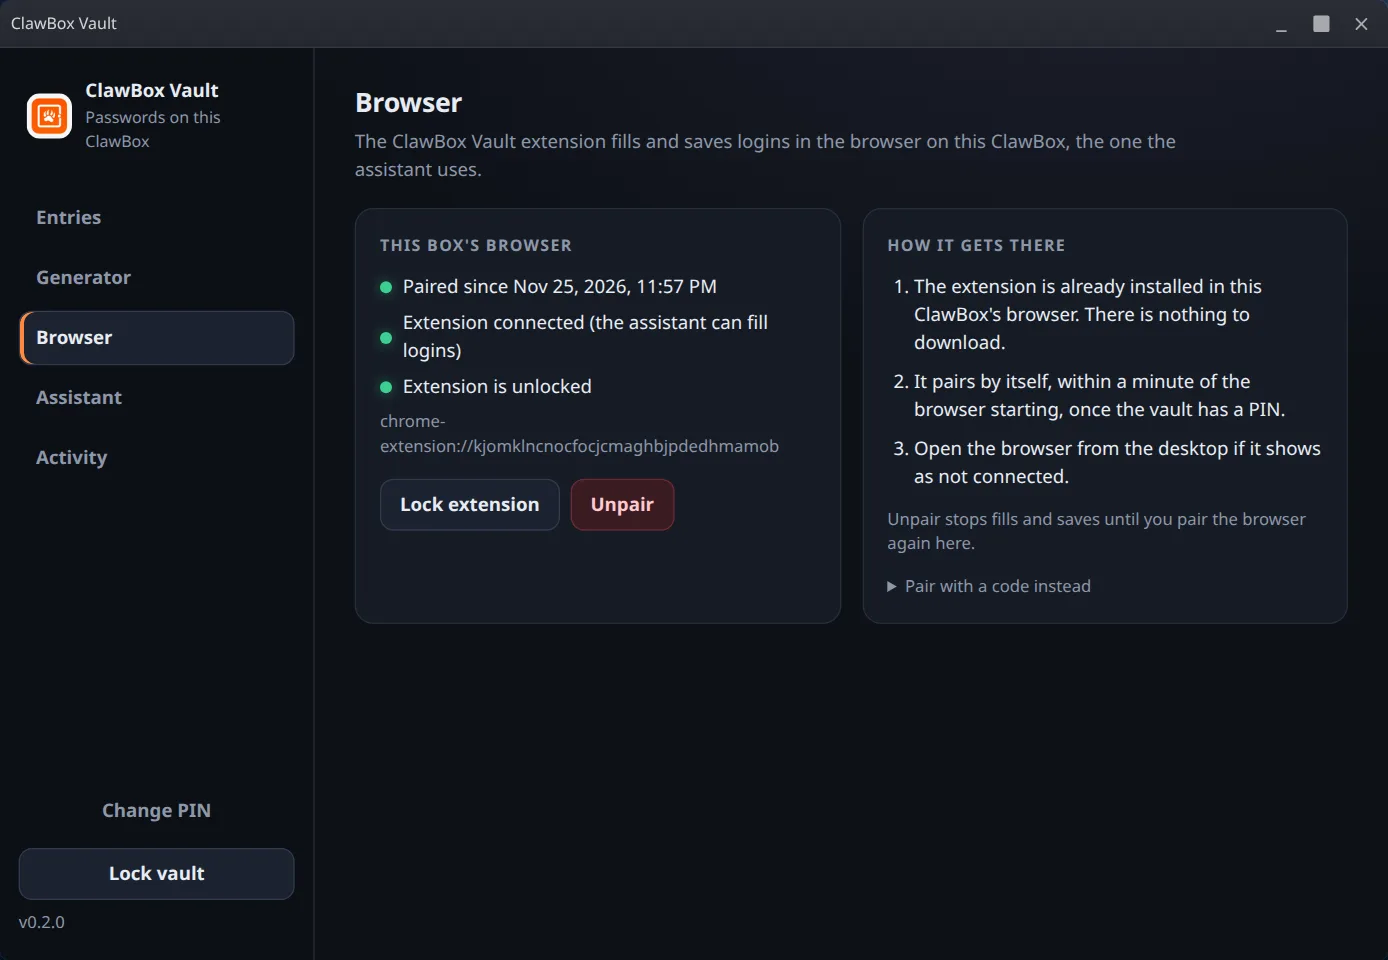 ClawBox Vault
ClawBox Vault
Passwords on this
ClawBox
Entries
Generator
Browser
Assistant
Activity
Change PIN
Lock vault
v0.2.0
Browser
The ClawBox Vault extension fills and saves logins in the browser on this ClawBox, the one the
assistant uses.
THIS BOX'S BROWSER
Paired since Nov 25, 2026, 11:57 PM
Extension connected (the assistant can fill
logins)
Extension is unlocked
chrome-
extension://kjomklncnocfocjcmaghbjpdedhmamob
Lock extension
Unpair
HOW IT GETS THERE
1. The extension is already installed in this
ClawBox's browser. There is nothing to
download.
2. It pairs by itself, within a minute of the
browser starting, once the vault has a PIN.
3. Open the browser from the desktop if it shows
as not connected.
Unpair stops fills and saves until you pair the browser
again here.
Pair with a code instead